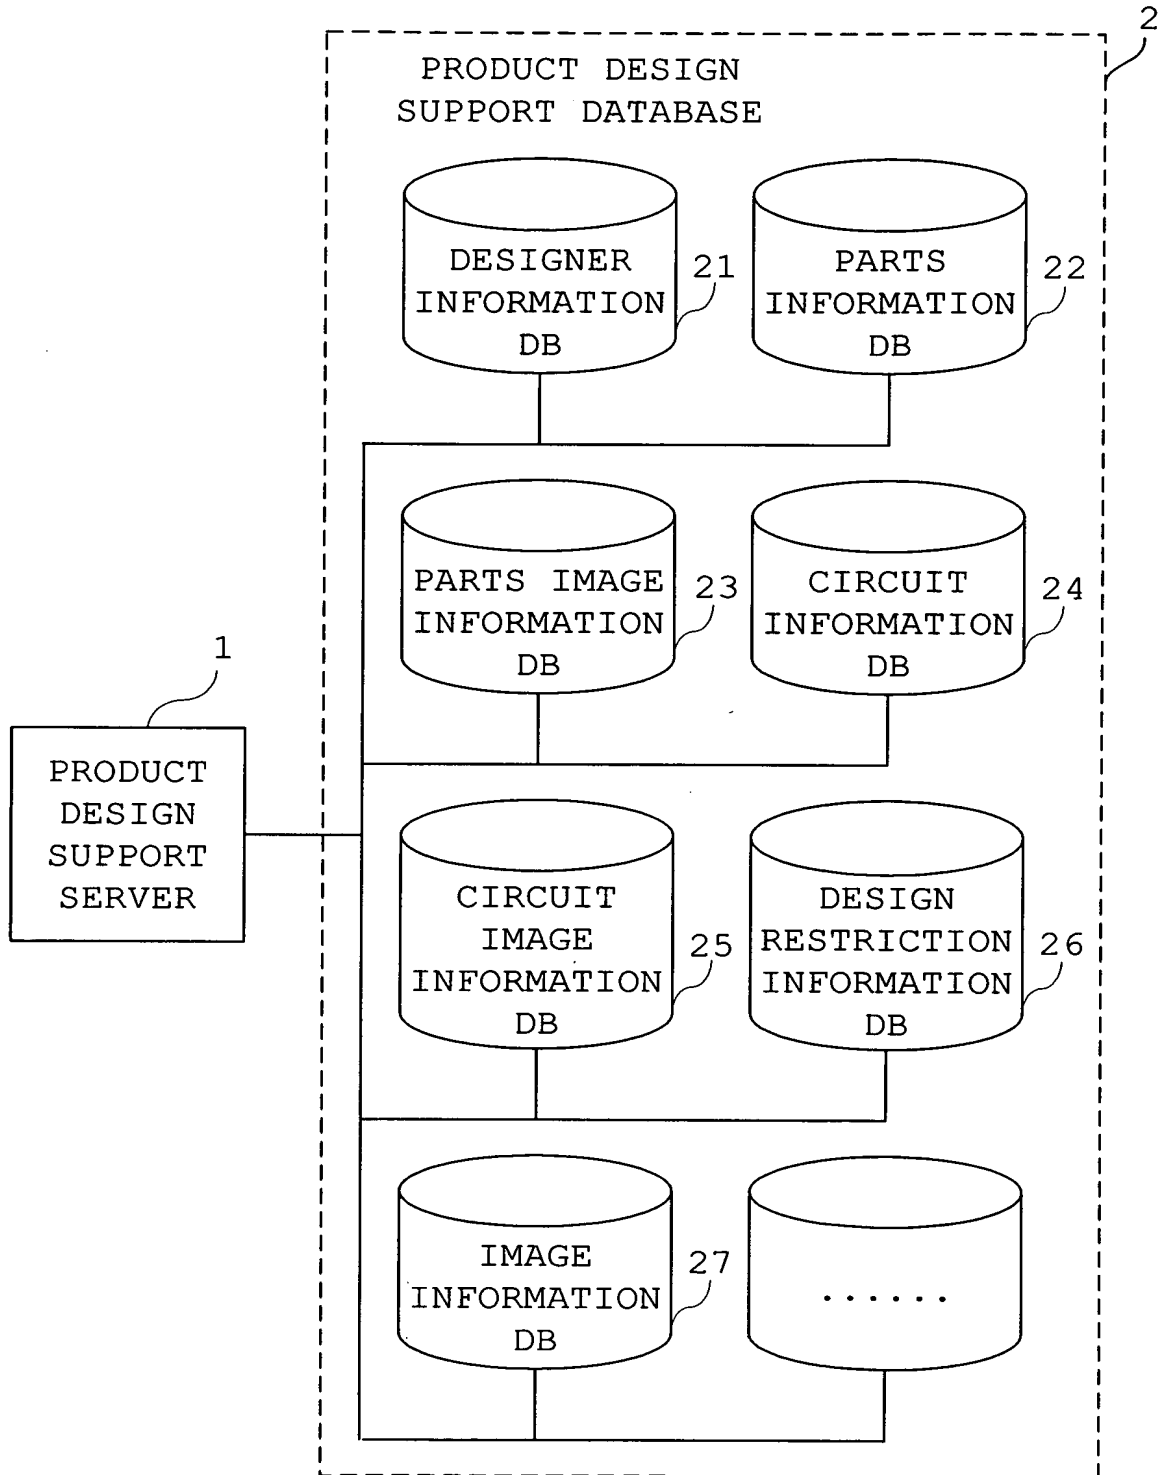 2
PRODUCT DESIGN
SUPPORT DATABASE
DESIGNER
INFORMATION
DB
21
PARTS
INFORMATION
DB
22
PARTS IMAGE
INFORMATION
DB
23
CIRCUIT
INFORMATION
DB
24
1
PRODUCT
DESIGN
SUPPORT
SERVER
CIRCUIT
IMAGE
INFORMATION
DB
25
DESIGN
RESTRICTION
INFORMATION
DB
26
IMAGE
INFORMATION
DB
27
......